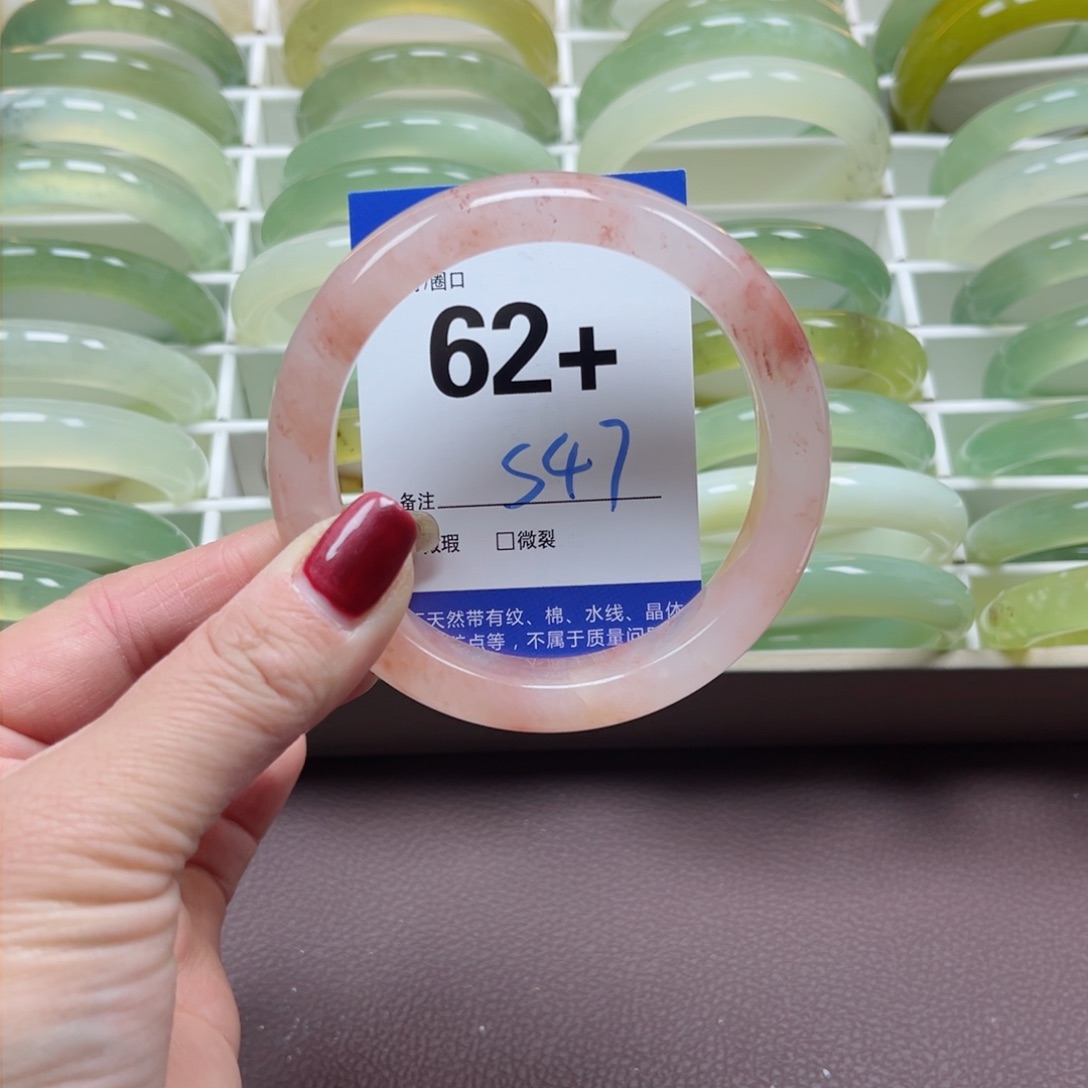 /圈口
62+
S47
备注
瑕 □微裂
天然带有纹、棉、水线、晶体
点等，不属于质量问